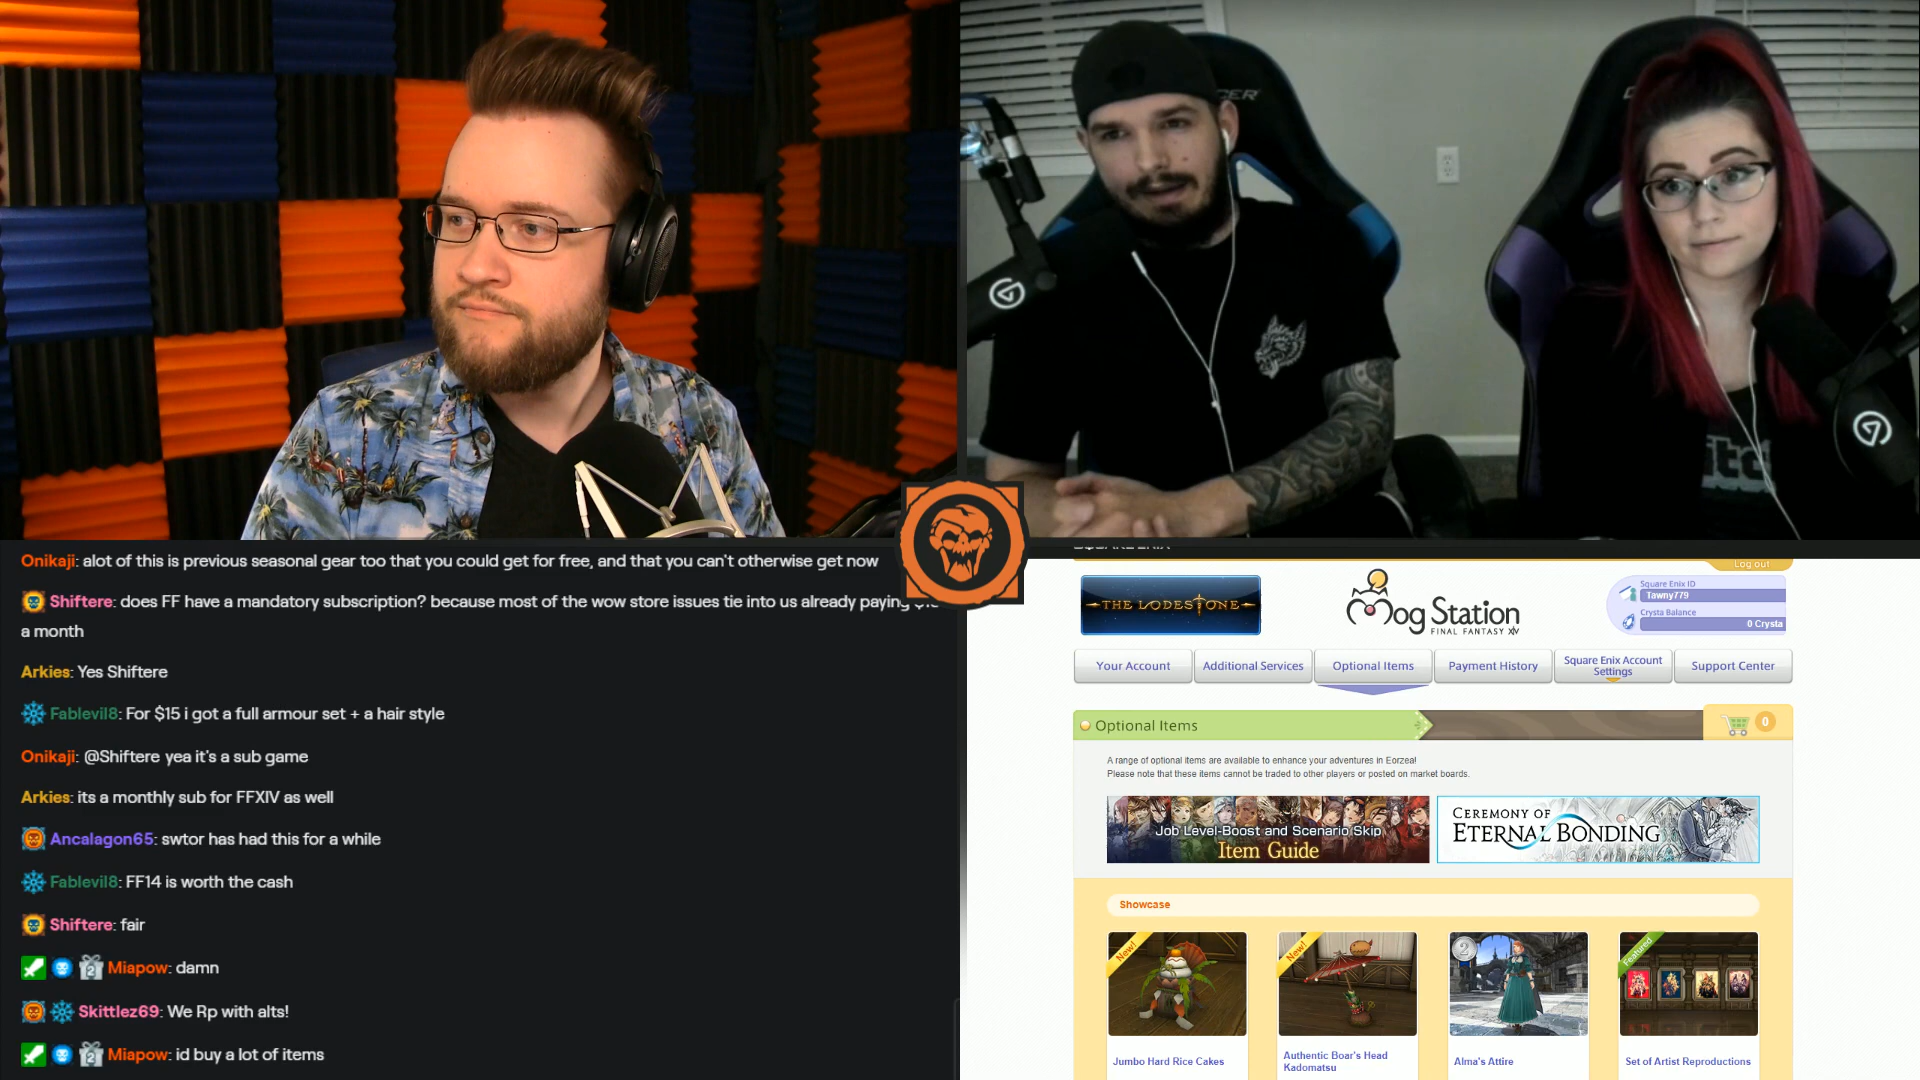 Onikaji: alot of this is previous seasonal gear too that you could get for free, and that you can't otherwise get now
Shiftere: does FF have a mandatory subscription? because most of the wow store issues tie into us already paying
a month
Arkies: Yes Shiftere
Fablevil8: For $15 i got a full armour set + a hair style
Onikaji: @Shiftere yea it's a sub game
Arkies: its a monthly sub for FFXIV as well
Ancalagon65: swtor has had this for a while
Fablevil8: FF14 is worth the cash
Shiftere: fair
2 Miapow: damn
Skittlez69: We Rp with alts!
2 Miapow: id buy a lot of items
Log out
THE LODESTONE
Mog Station
FINAL FANTASY XIV
Square Enix ID
Tawny779
Crysta Balance
0 Crysta
Your Account
Additional Services
Optional Items
Payment History
Square Enix Account
Settings
Support Center
Optional Items
0
A range of optional items are available to enhance your adventures in Eorzea!
Please note that these items cannot be traded to other players or posted on market boards.
Job Level-Boost and Scenario Skip
Item Guide
CEREMONY OF
ETERNAL BONDING
Showcase
New!
New!
2
Featured
Jumbo Hard Rice Cakes
Authentic Boar's Head
Kadomatsu
Alma's Attire
Set of Artist Reproductions